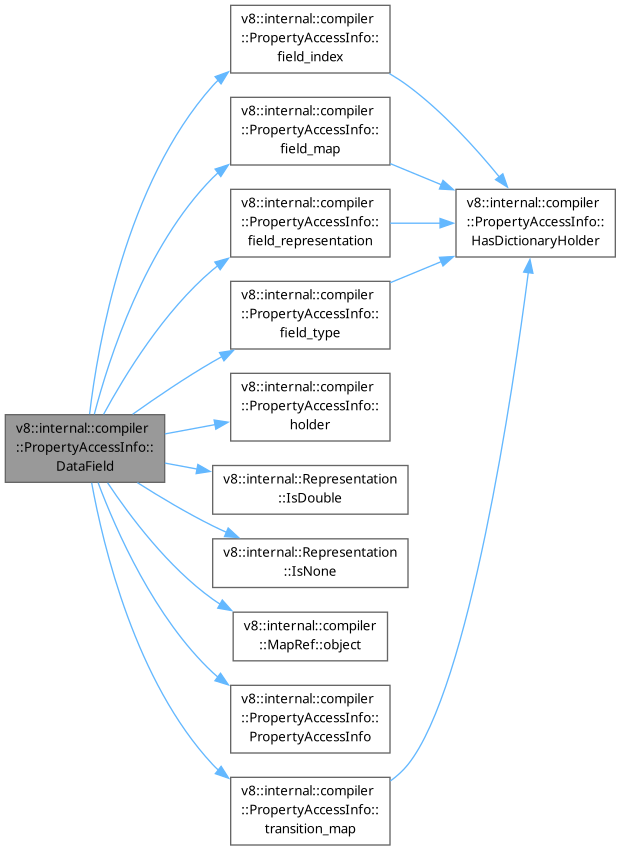 v8::internal::compiler
::PropertyAccessInfo::
field_index
v8::internal::compiler
::PropertyAccessInfo::
field_map
v8::internal::compiler
::PropertyAccessInfo::
HasDictionaryHolder
v8::internal::compiler
::PropertyAccessInfo::
field_representation
v8::internal::compiler
::PropertyAccessInfo::
field_type
v8::internal::compiler
::PropertyAccessInfo::
holder
v8::internal::compiler
::PropertyAccessInfo::
DataField
v8::internal::Representation
::IsDouble
v8::internal::Representation
::IsNone
v8::internal::compiler
::MapRef::object
v8::internal::compiler
::PropertyAccessInfo::
PropertyAccessInfo
v8::internal::compiler
::PropertyAccessInfo::
transition_map